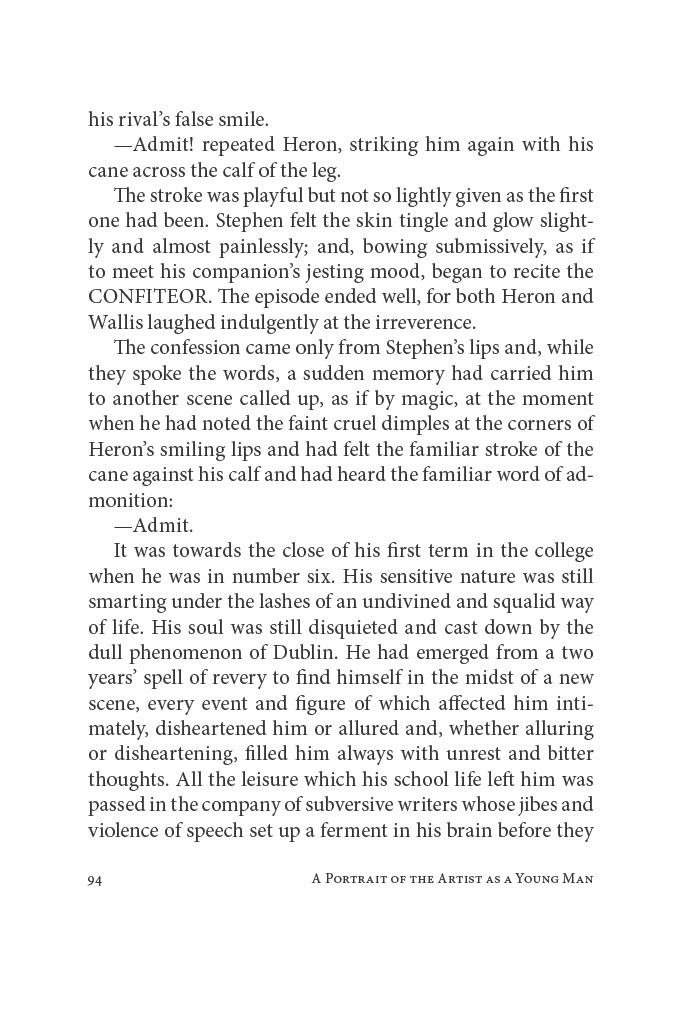 his rival’s false smile.
—Admit! repeated Heron, striking him again with his
cane across the calf of the leg.
The stroke was playful but not so lightly given as the first
one had been. Stephen felt the skin tingle and glow slight-
ly and almost painlessly; and, bowing submissively, as if
to meet his companion’s jesting mood, began to recite the
CONFITEOR. The episode ended well, for both Heron and
Wallis laughed indulgently at the irreverence.
The confession came only from Stephen’s lips and, while
they spoke the words, a sudden memory had carried him
to another scene called up, as if by magic, at the moment
when he had noted the faint cruel dimples at the corners of
Heron’s smiling lips and had felt the familiar stroke of the
cane against his calf and had heard the familiar word of ad-
monition:
—Admit.
It was towards the close of his first term in the college
when he was in number six. His sensitive nature was still
smarting under the lashes of an undivined and squalid way
of life. His soul was still disquieted and cast down by the
dull phenomenon of Dublin. He had emerged from a two
years’ spell of revery to find himself in the midst of a new
scene, every event and figure of which affected him inti-
mately, disheartened him or allured and, whether alluring
or disheartening, filled him always with unrest and bitter
thoughts. All the leisure which his school life left him was
passed in the company of subversive writers whose jibes and
violence of speech set up a ferment in his brain before they
94 A Portrait of the Artist as a Young Man